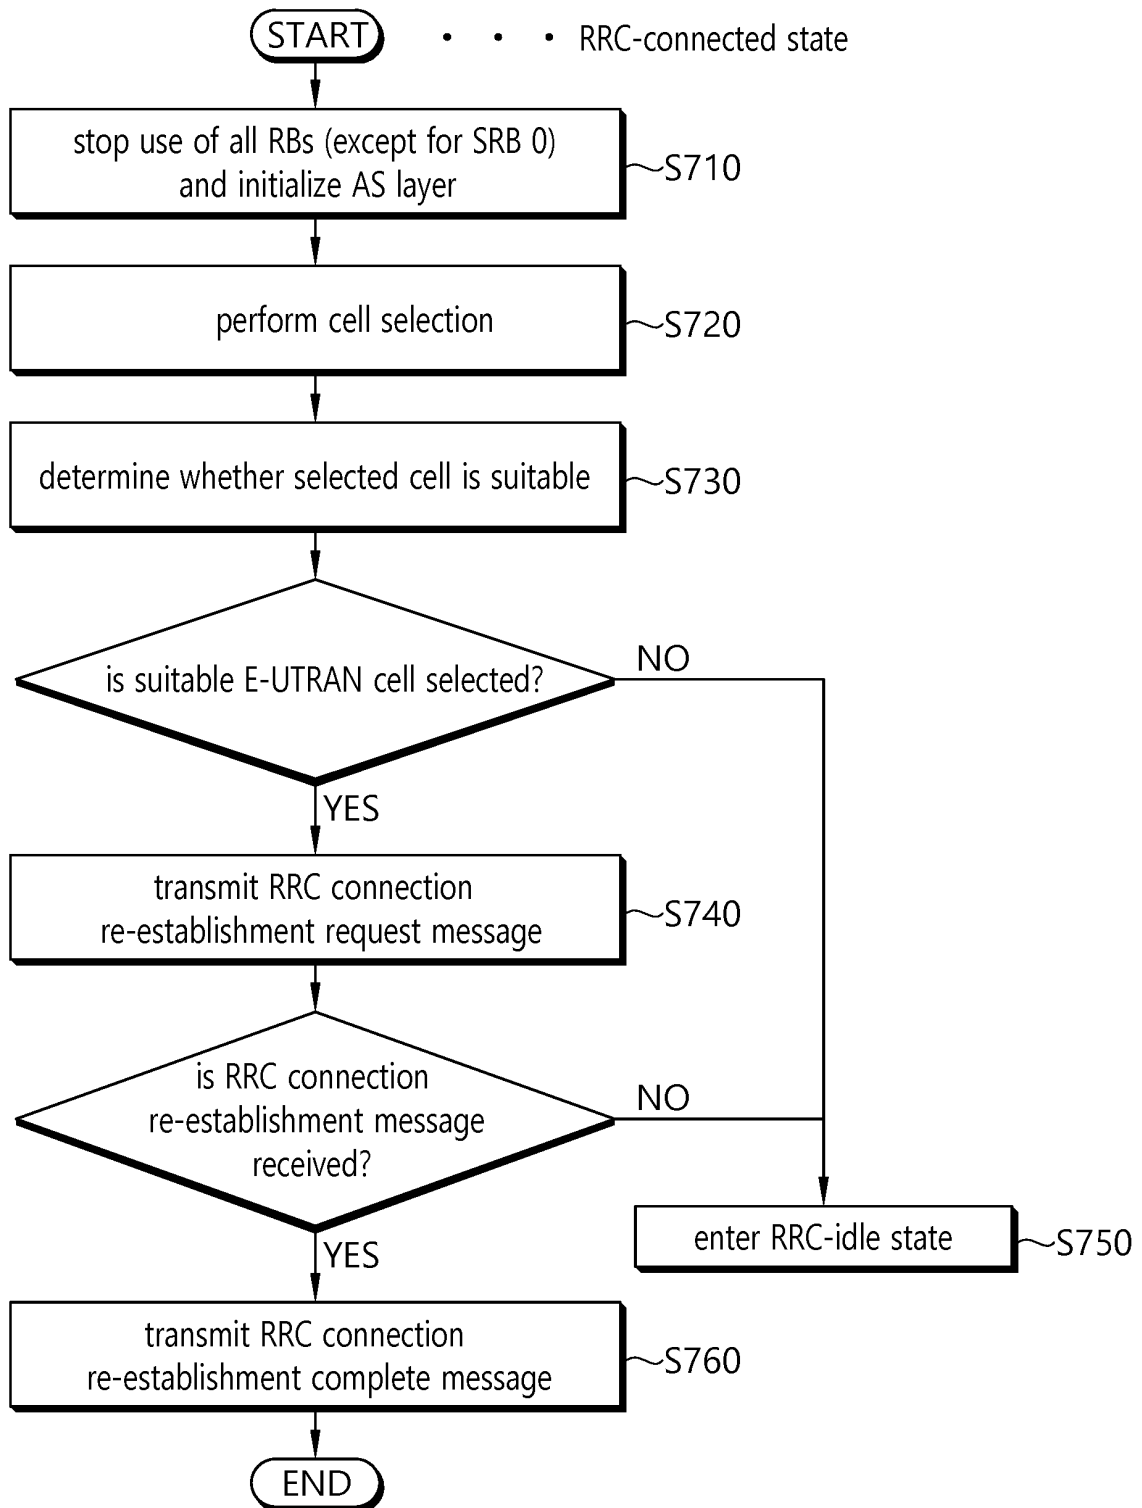 START
· · · RRC-connected state
stop use of all RBs (except for SRB 0)
and initialize AS layer
S710
perform cell selection
S720
determine whether selected cell is suitable
S730
is suitable E-UTRAN cell selected?
NO
YES
transmit RRC connection
re-establishment request message
S740
is RRC connection
re-establishment message
received?
NO
YES
enter RRC-idle state
S750
transmit RRC connection
re-establishment complete message
S760
END